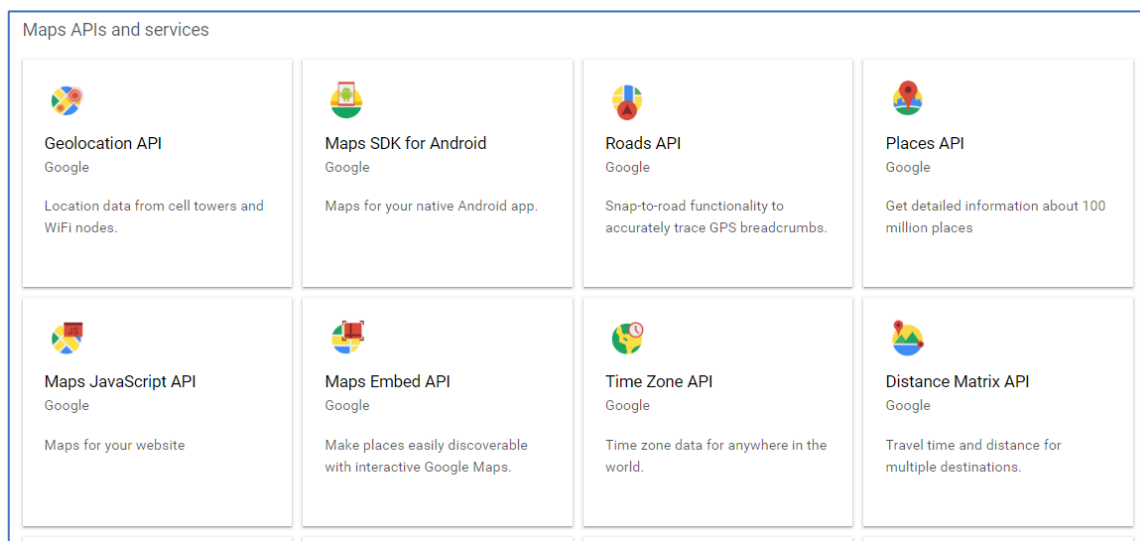 Maps APIs and services
Geolocation API
Google
Location data from cell towers and
WiFi nodes.
Maps SDK for Android
Google
Maps for your native Android app.
Roads API
Google
Snap-to-road functionality to
accurately trace GPS breadcrumbs.
Places API
Google
Get detailed information about 100
million places
JS
Maps JavaScript API
Google
Maps for your website
Maps Embed API
Google
Make places easily discoverable
with interactive Google Maps.
Time Zone API
Google
Time zone data for anywhere in the
world.
Distance Matrix API
Google
Travel time and distance for
multiple destinations.